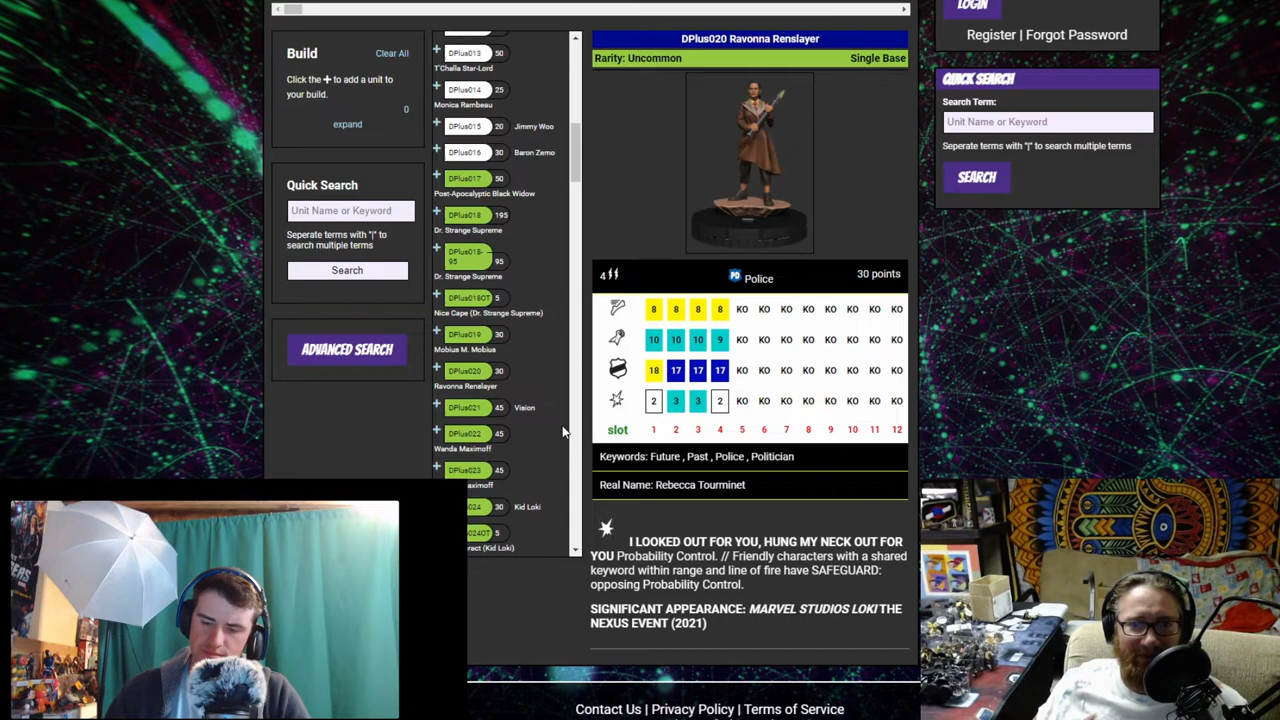 Build
Clear All
Click the + to add a unit to
your build.
0
expand
Quick Search
Unit Name or Keyword
Seperate terms with "|" to
search multiple terms
Search
ADVANCED SEARCH
DPlus013 50
T'Challa Star-Lord
DPlus014 25
Monica Rambeau
DPlus015 20 Jimmy Woo
DPlus016 30 Baron Zemo
DPlus017 50
Post-Apocalyptic Black Widow
DPlus018 195
Dr. Strange Supreme
DPlus018-
95 95
Dr. Strange Supreme
DPlus018OT 5
Nice Cape (Dr. Strange Supreme)
DPlus019 30
Mobius M. Mobius
DPlus020 30
Ravonna Renslayer
DPlus021 45 Vision
DPlus022 45
Wanda Maximoff
DPlus023 45
aximoff
024 30 Kid Loki
024OT 5
ract (Kid Loki)
DPlus020 Ravonna Renslayer
Rarity: Uncommon Single Base
4 PD Police 30 points
8 8 8 8 KO KO KO KO KO KO KO KO
10 10 10 9 KO KO KO KO KO KO KO KO
18 17 17 17 KO KO KO KO KO KO KO KO
2 3 3 2 KO KO KO KO KO KO KO KO
slot 1 2 3 4 5 6 7 8 9 10 11 12
Keywords: Future , Past , Police , Politician
Real Name: Rebecca Tourminet
I LOOKED OUT FOR YOU, HUNG MY NECK OUT FOR
YOU Probability Control. // Friendly characters with a shared
keyword within range and line of fire have SAFEGUARD:
opposing Probability Control.
SIGNIFICANT APPEARANCE: MARVEL STUDIOS LOKI THE
NEXUS EVENT (2021)
LOGIN
Register | Forgot Password
QUICK SEARCH
Search Term:
Unit Name or Keyword
Seperate terms with "|" to search multiple terms
SEARCH
Contact Us | Privacy Policy | Terms of Service